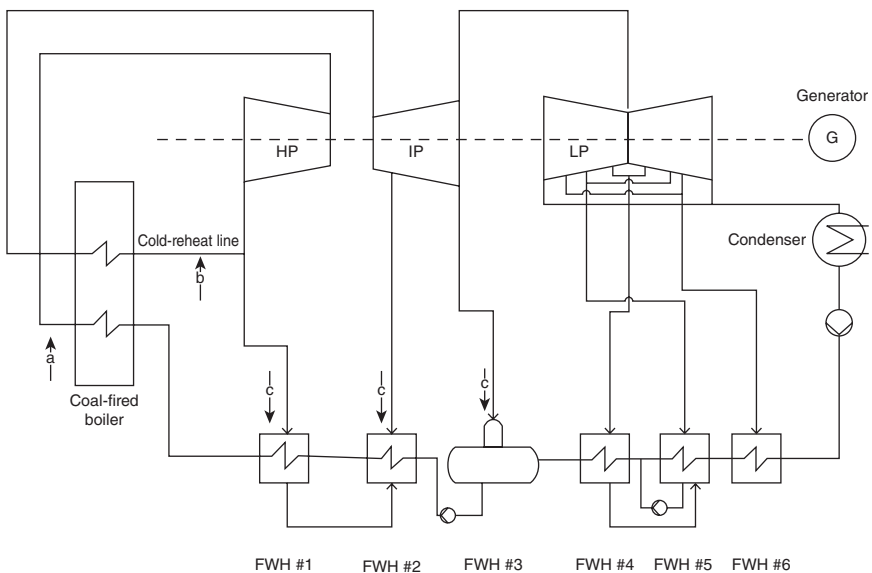 Generator
G
HP
IP
LP
Cold-reheat line
Condenser
b
a
c
c
c
Coal-fired
boiler
FWH #1
FWH #2
FWH #3
FWH #4
FWH #5
FWH #6